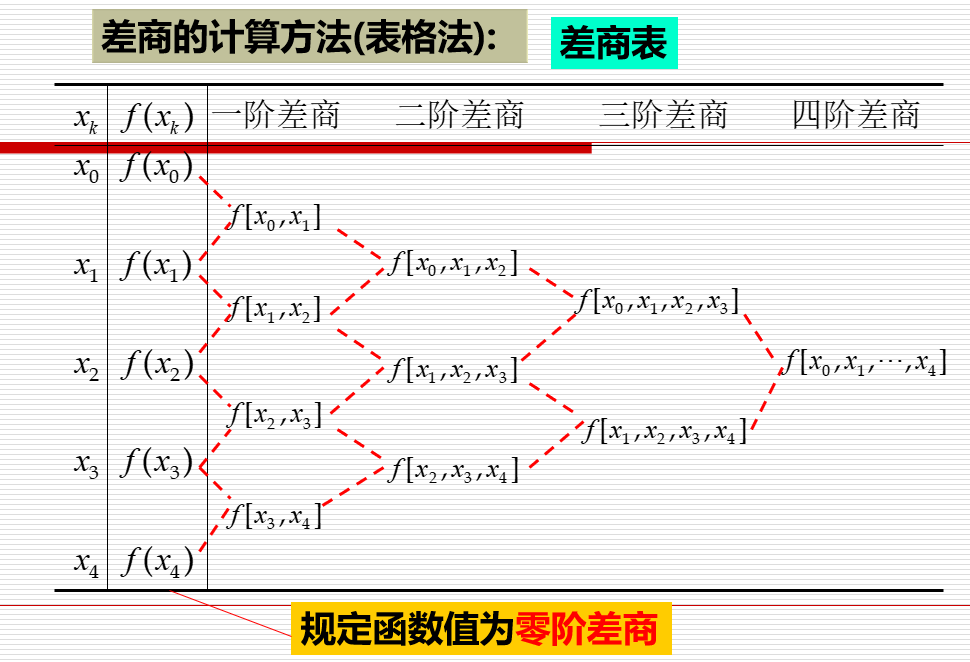 差商的计算方法(表格法): 差商表
x_k f(x_k) 一阶差商 二阶差商 三阶差商 四阶差商
x_0 f(x_0)
f[x_0,x_1]
x_1 f(x_1) f[x_0,x_1,x_2]
f[x_1,x_2] f[x_0,x_1,x_2,x_3]
x_2 f(x_2) f[x_1,x_2,x_3] f[x_0,x_1,⋯,x_4]
f[x_2,x_3] f[x_1,x_2,x_3,x_4]
x_3 f(x_3) f[x_2,x_3,x_4]
f[x_3,x_4]
x_4 f(x_4)
规定函数值为零阶差商